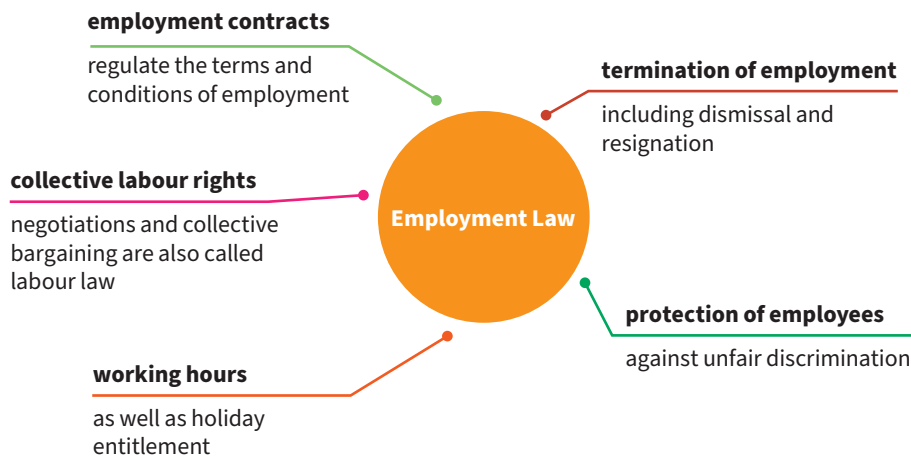 employment contracts
regulate the terms and
conditions of employment
termination of employment
including dismissal and
resignation
collective labour rights
negotiations and collective
bargaining are also called
labour law
Employment Law
protection of employees
against unfair discrimination
working hours
as well as holiday
entitlement